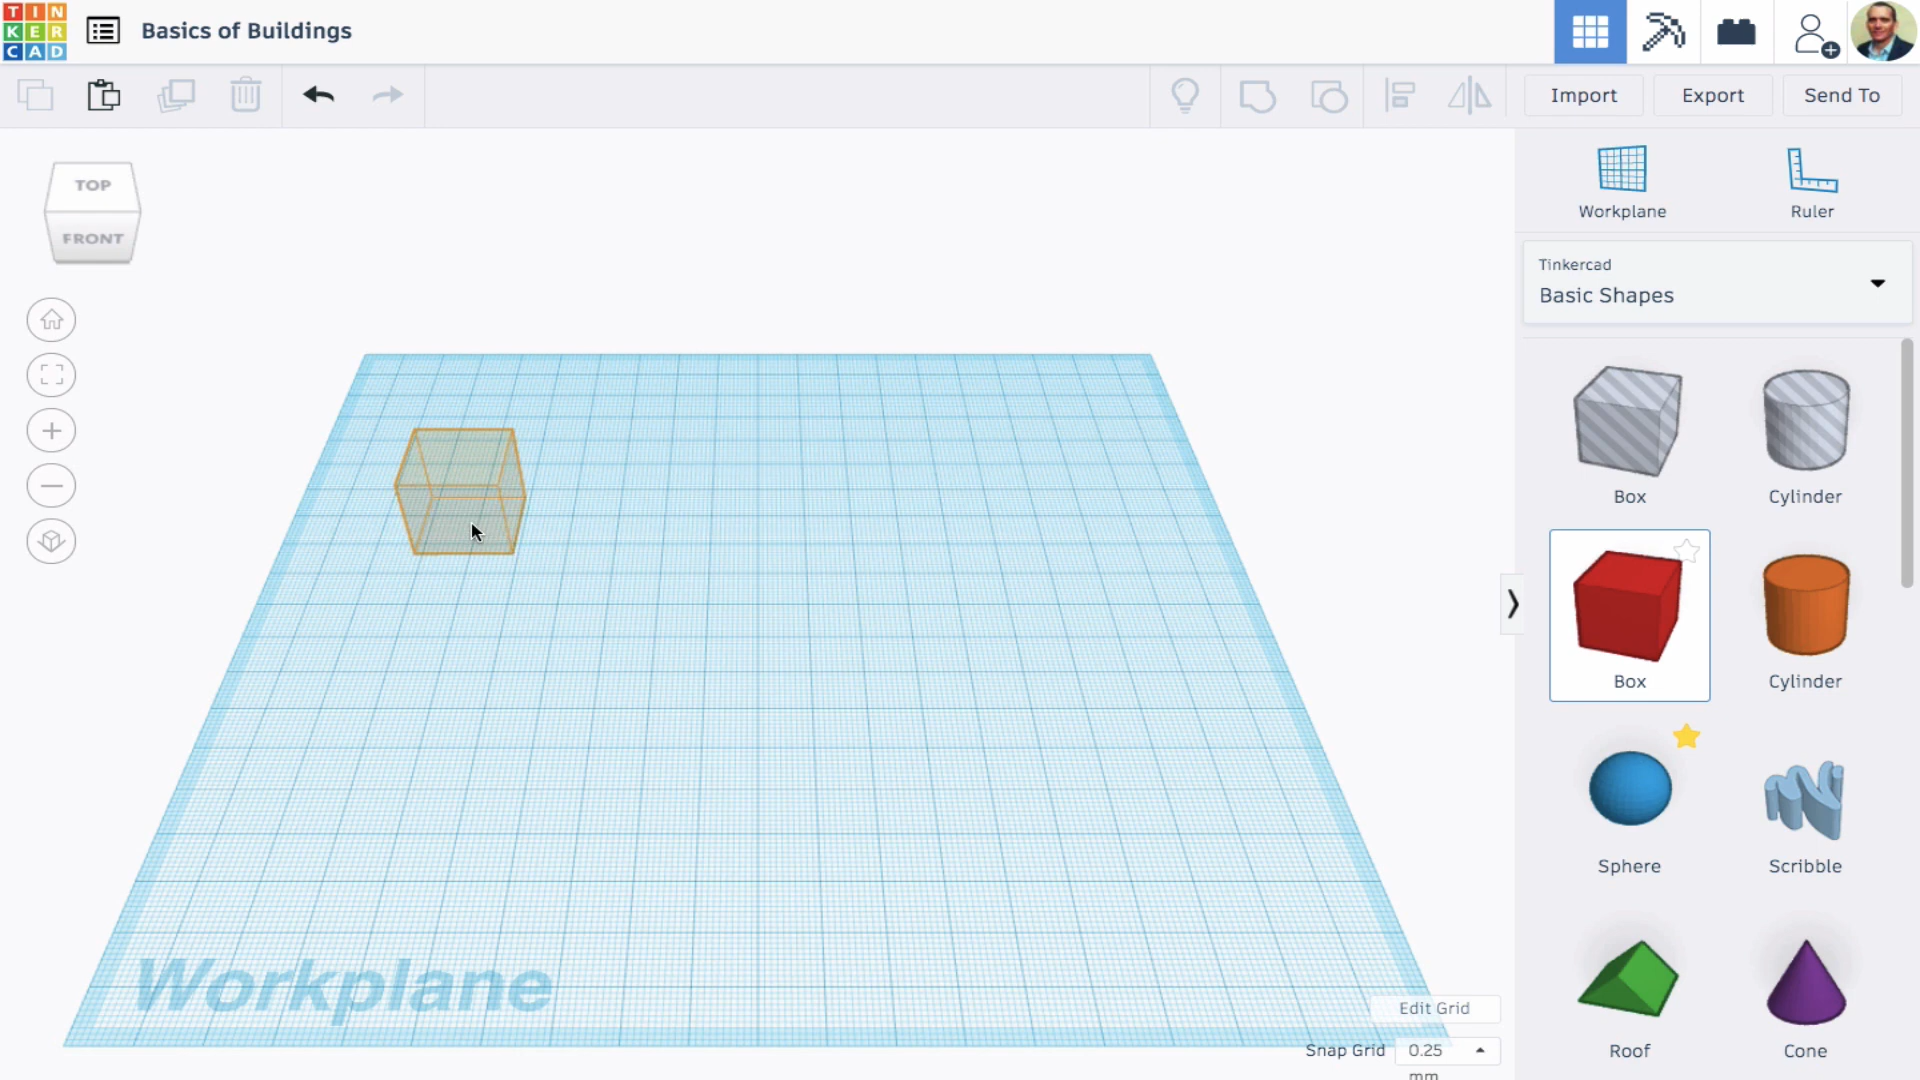 TIN
KER
CAD
Basics of Buildings
Import
Export
Send To
TOP
FRONT
Workplane
Ruler
Tinkercad
Basic Shapes
Box
Cylinder
Box
Cylinder
Sphere
Scribble
Roof
Cone
Workplane
Edit Grid
Snap Grid 0.25
mm